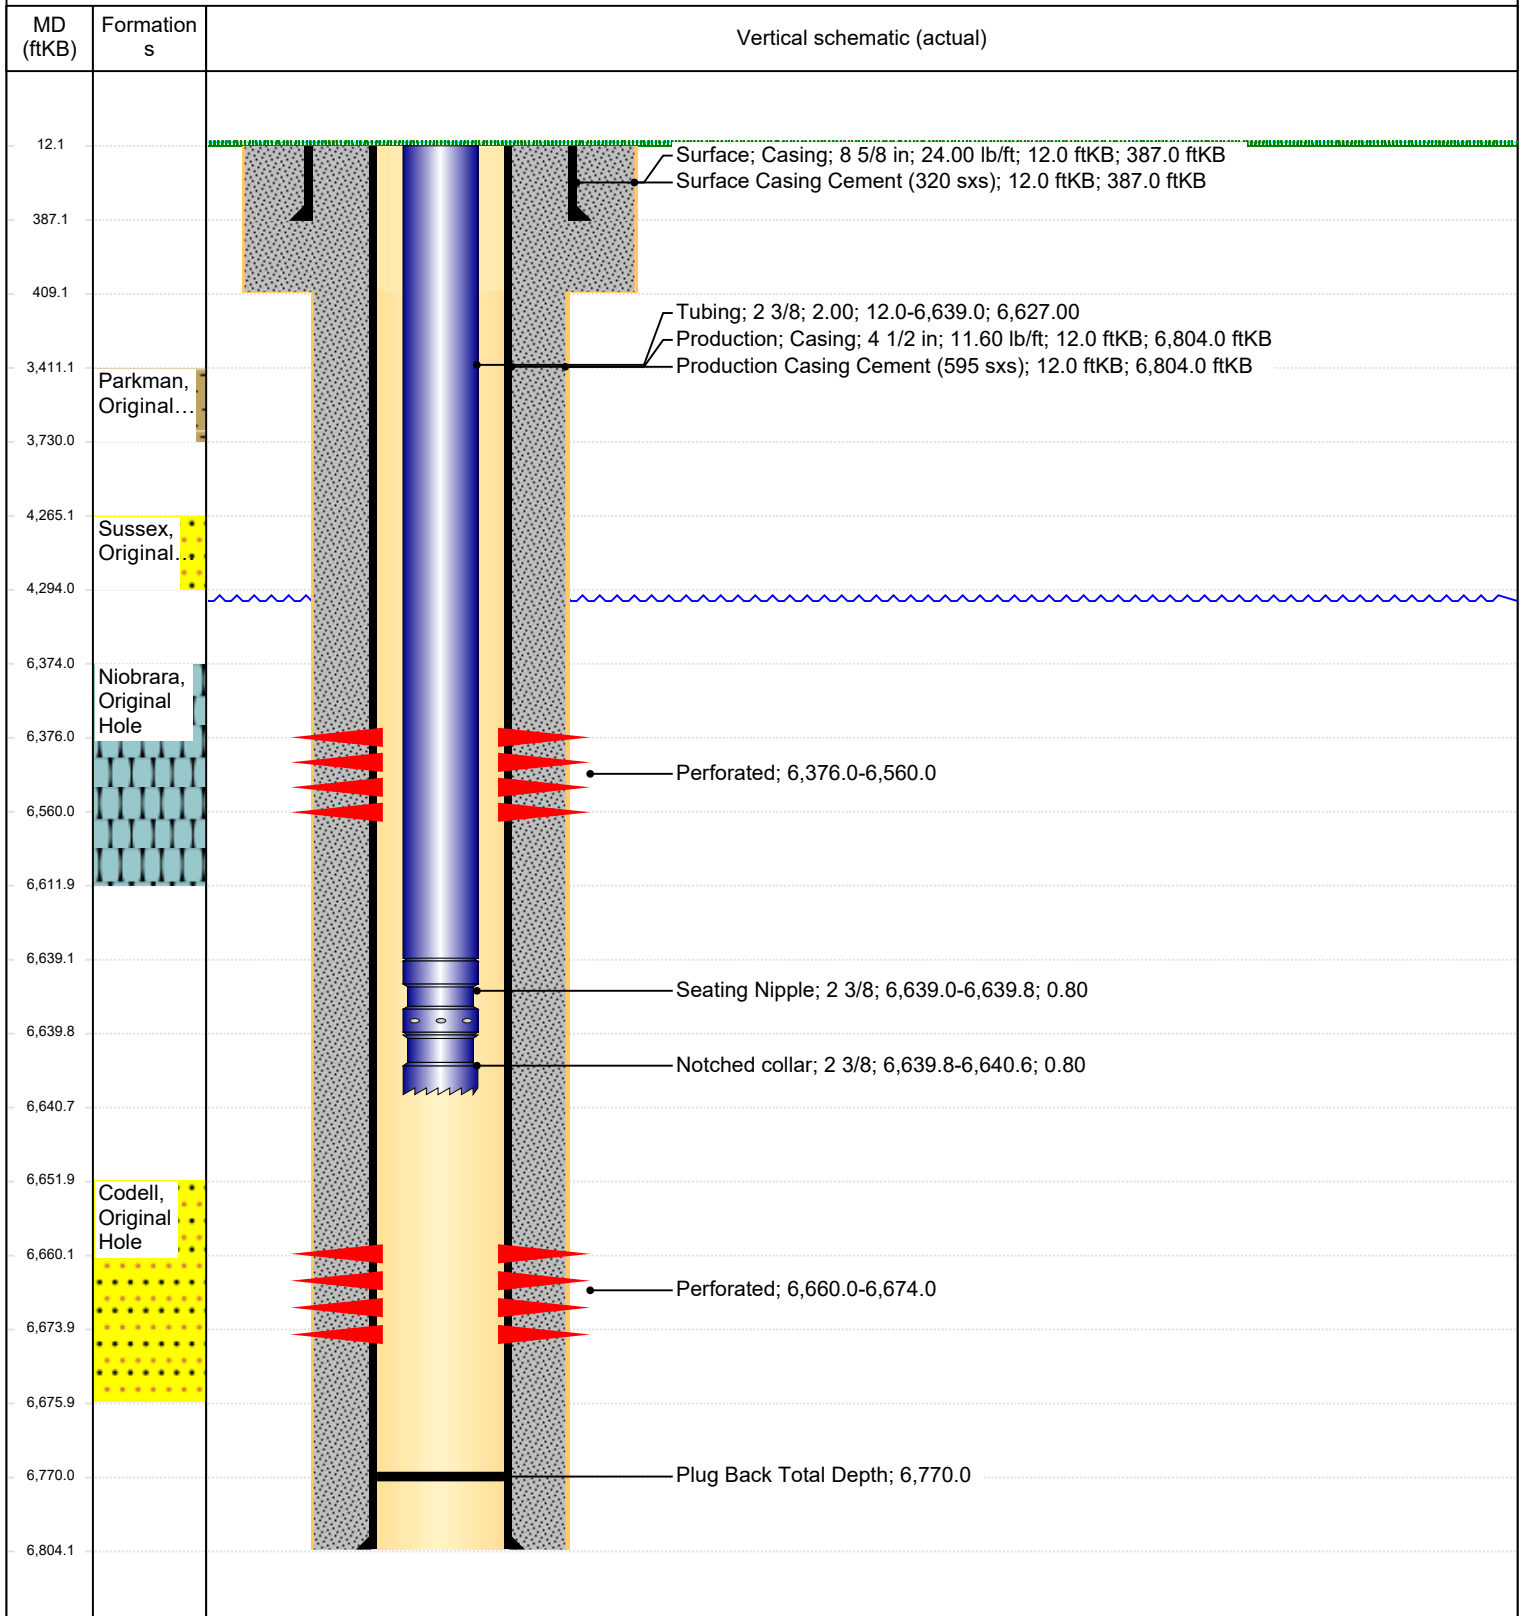 MD
(ftKB)
Formation
s
Vertical schematic (actual)
12.1
Surface; Casing; 8 5/8 in; 24.00 lb/ft; 12.0 ftKB; 387.0 ftKB
Surface Casing Cement (320 sxs); 12.0 ftKB; 387.0 ftKB
387.1
409.1
Tubing; 2 3/8; 2.00; 12.0-6,639.0; 6,627.00
Production; Casing; 4 1/2 in; 11.60 lb/ft; 12.0 ftKB; 6,804.0 ftKB
Production Casing Cement (595 sxs); 12.0 ftKB; 6,804.0 ftKB
3,411.1
Parkman,
Original...
3,730.0
4,265.1
Sussex,
Original...
4,294.0
6,374.0
Niobrara,
Original
Hole
6,376.0
Perforated; 6,376.0-6,560.0
6,560.0
6,611.9
6,639.1
Seating Nipple; 2 3/8; 6,639.0-6,639.8; 0.80
6,639.8
Notched collar; 2 3/8; 6,639.8-6,640.6; 0.80
6,640.7
6,651.9
Codell,
Original
Hole
6,660.1
Perforated; 6,660.0-6,674.0
6,673.9
6,675.9
6,770.0
Plug Back Total Depth; 6,770.0
6,804.1